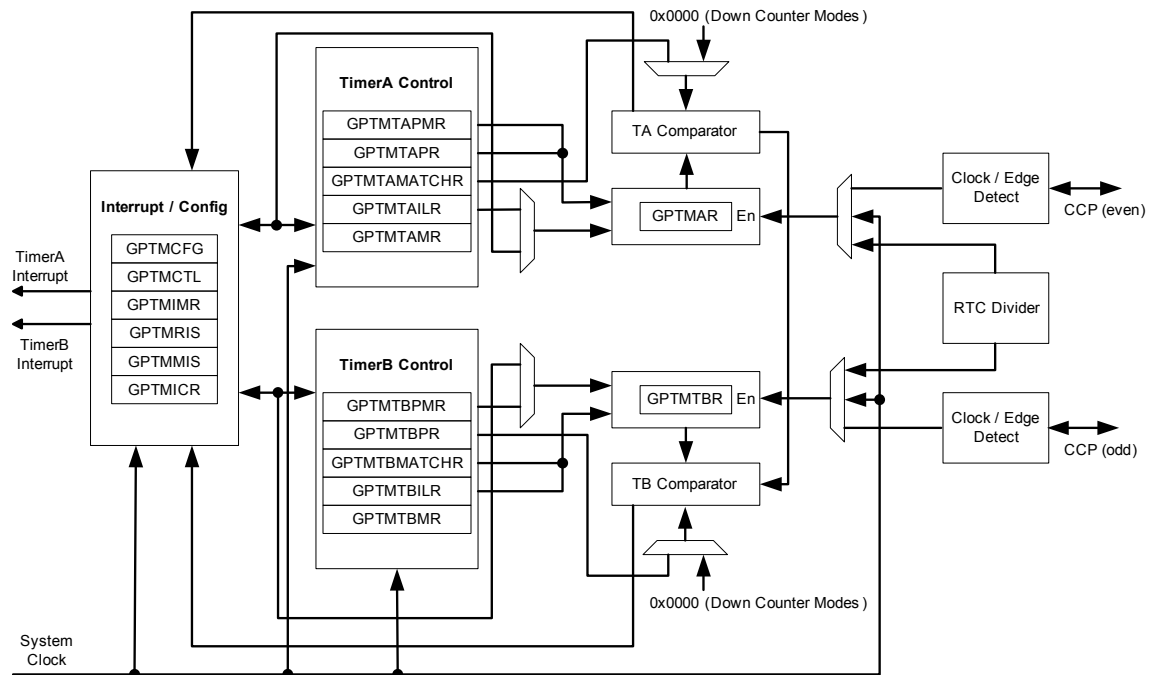 0x0000 (Down Counter Modes )
TimerA Control
GPTMTAPMR
GPTMTAPR
GPTMTAMATCHR
GPTMTAILR
GPTMTAMR
TA Comparator
GPTMAR
En
Clock / Edge
Detect
CCP (even)
Interrupt / Config
GPTMCFG
GPTMCTL
GPTMIMR
GPTMRIS
GPTMMIS
GPTMICR
TimerA
Interrupt
TimerB
Interrupt
RTC Divider
TimerB Control
GPTMTBPMR
GPTMTBPR
GPTMTBMATCHR
GPTMTBILR
GPTMTBMR
GPTMTBR
En
TB Comparator
Clock / Edge
Detect
CCP (odd)
0x0000 (Down Counter Modes )
System
Clock